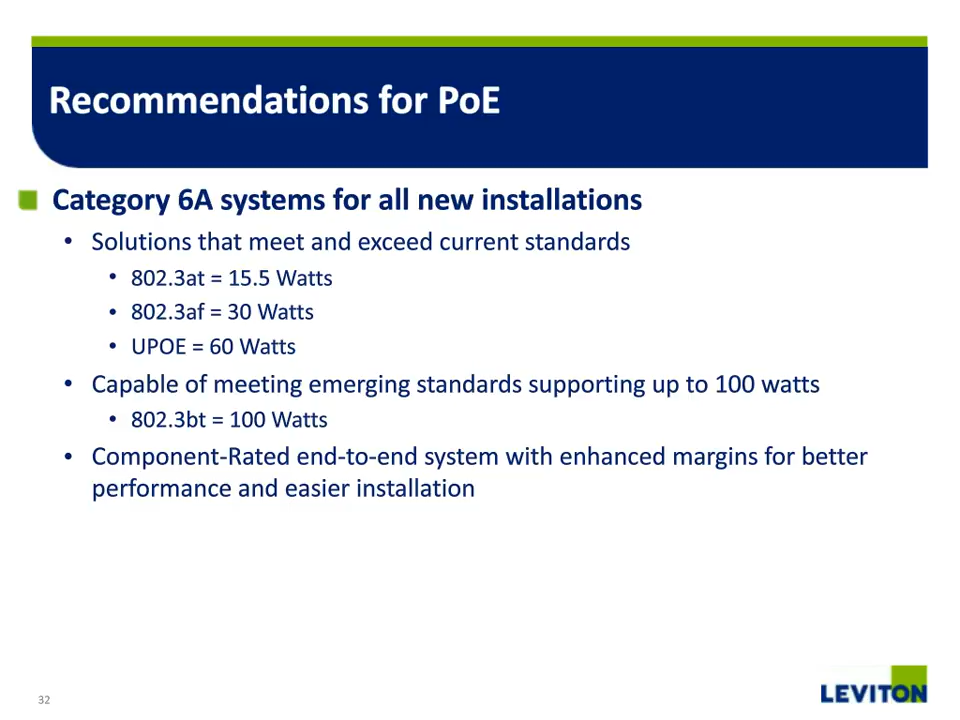 Recommendations for PoE
Category 6A systems for all new installations
• Solutions that meet and exceed current standards
• 802.3at = 15.5 Watts
• 802.3af = 30 Watts
• UPOE = 60 Watts
• Capable of meeting emerging standards supporting up to 100 watts
• 802.3bt = 100 Watts
• Component-Rated end-to-end system with enhanced margins for better
performance and easier installation
32
LEVITON